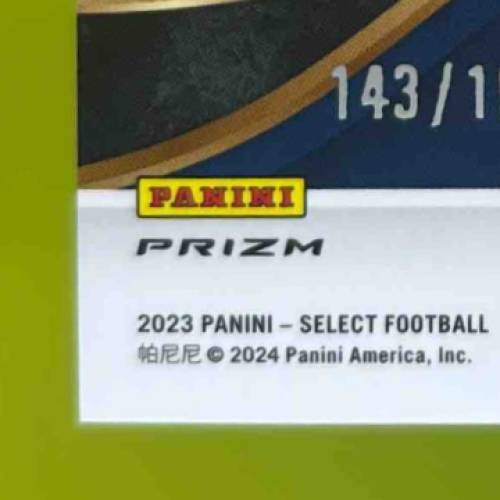 143/1
PANINI
PRIZM
2023 PANINI – SELECT FOOTBALL
帕尼尼 © 2024 Panini America, Inc.